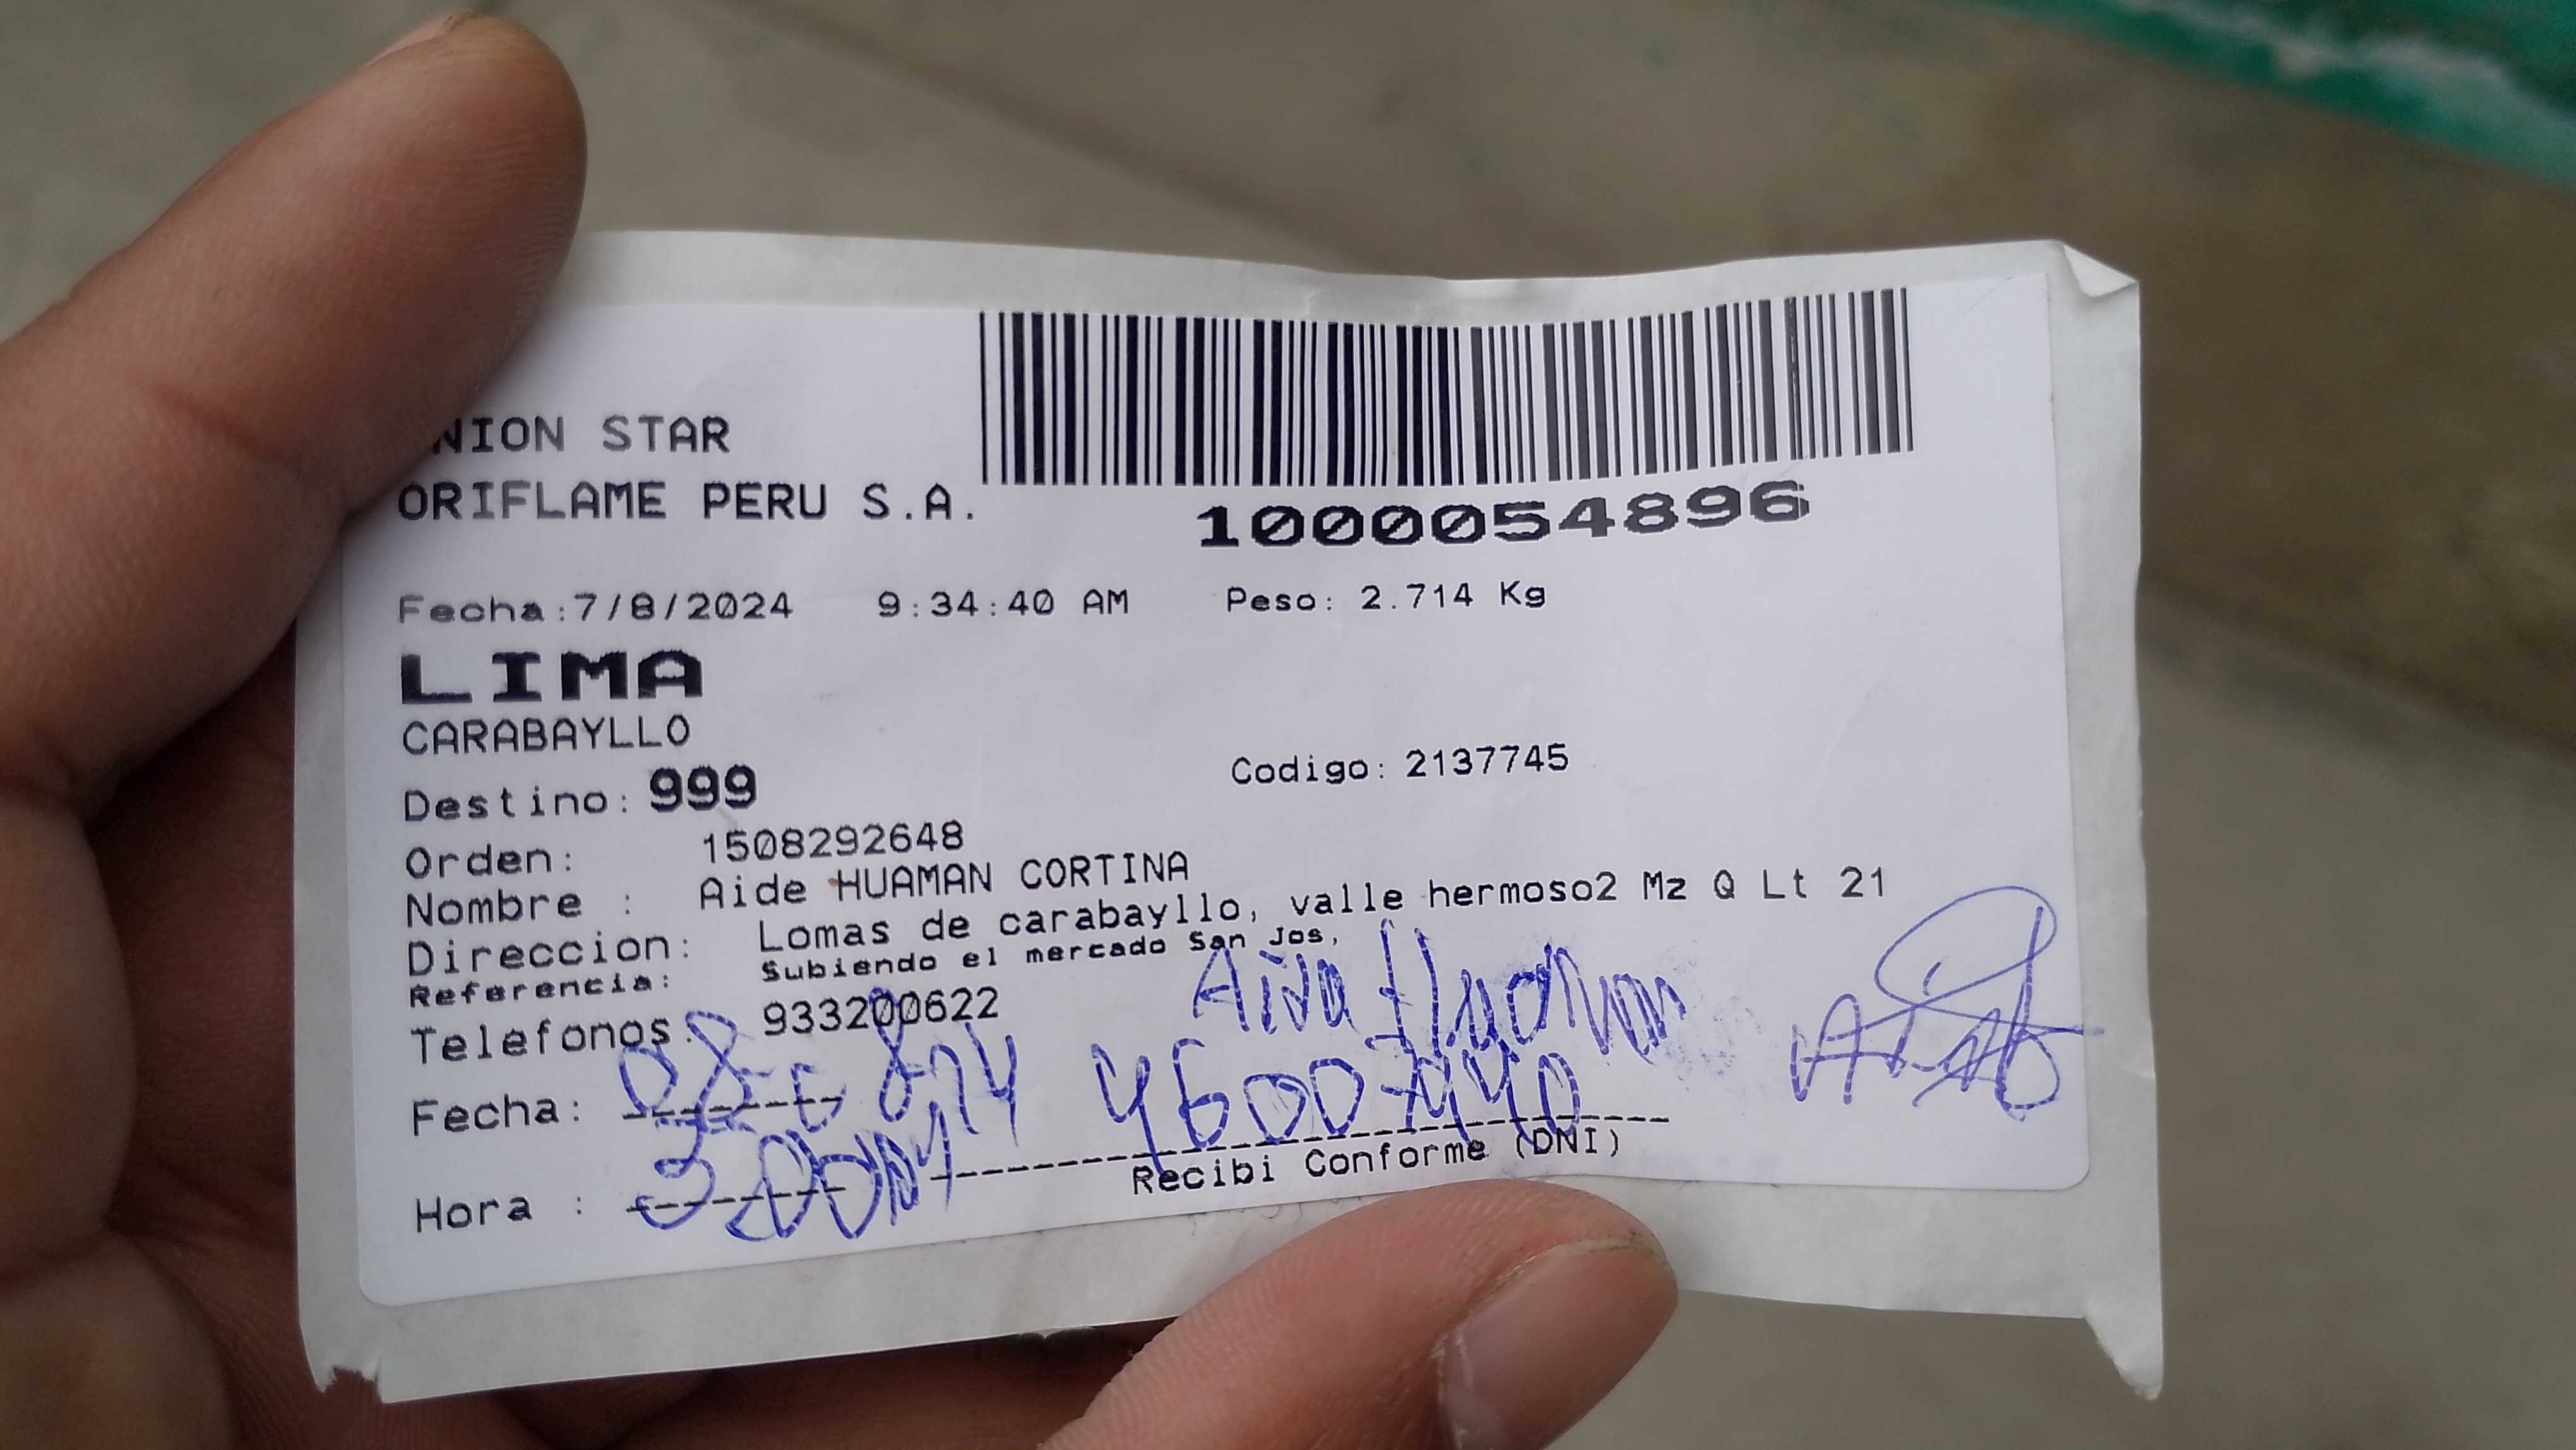 NION STAR
ORIFLAME PERU S.A.
1000054896
Fecha:7/8/2024 9:34:40 AM Peso: 2.714 Kg
LIMA
CARABAYLLO
Destino: 999 Codigo: 2137745
Orden: 1508292648
Nombre : Aide HUAMAN CORTINA
Direccion: Lomas de carabayllo, valle hermoso2 Mz Q Lt 21
Referencia: Subiendo el mercado San Jos,
Telefonos: 933200622
Fecha:
Hora :
Recibi Conforme (DNI)